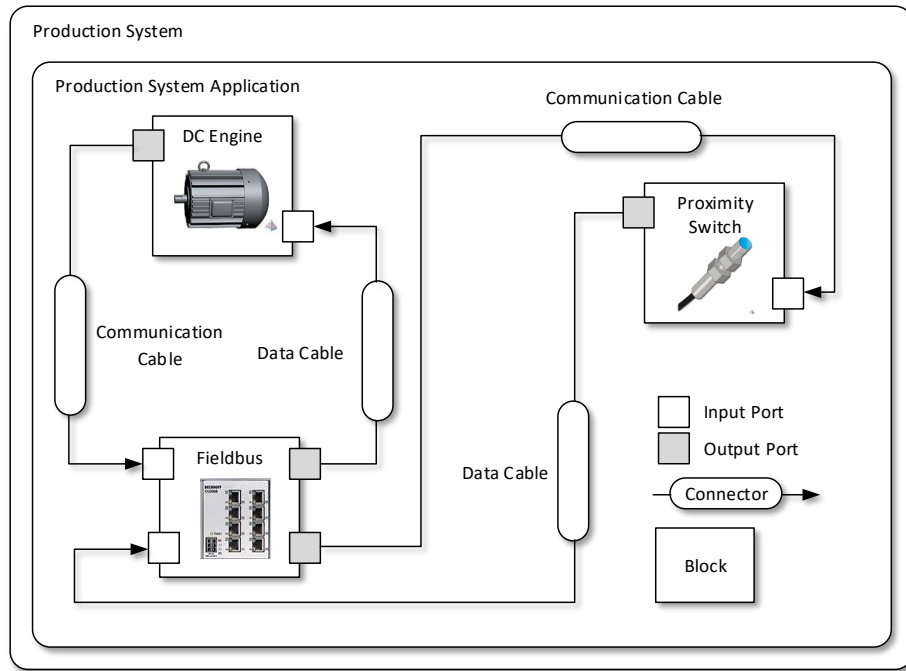 Production System
Production System Application
Communication Cable
DC Engine
Proximity
Switch
Communication
Cable
Data Cable
Input Port
Fieldbus
Output Port
Data Cable
Connector
Block